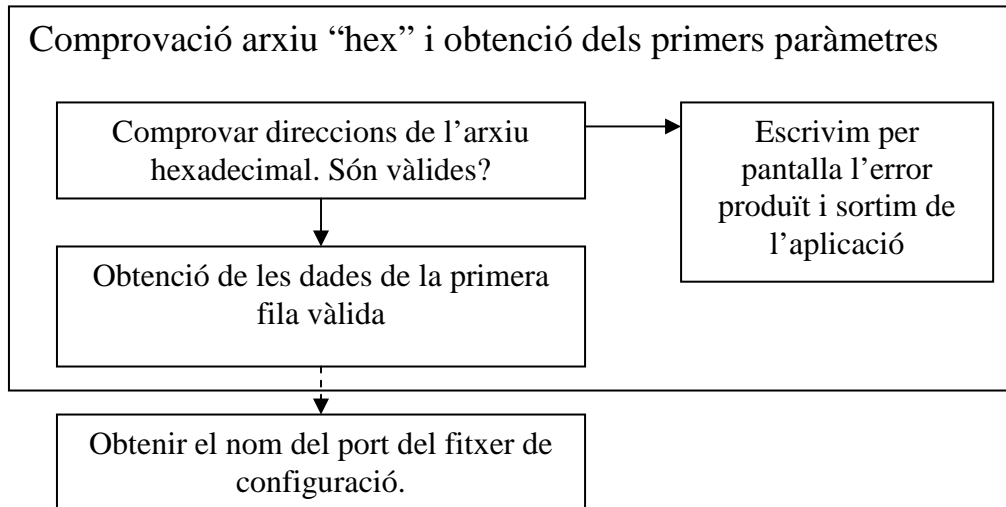 Comprovació arxiu “hex” i obtenció dels primers paràmetres
Comprovar direccions de l’arxiu
hexadecimal. Són vàlides?
Escrivim per
pantalla l’error
produït i sortim de
l’aplicació
Obtenció de les dades de la primera
fila vàlida
Obtenir el nom del port del fitxer de
configuració.